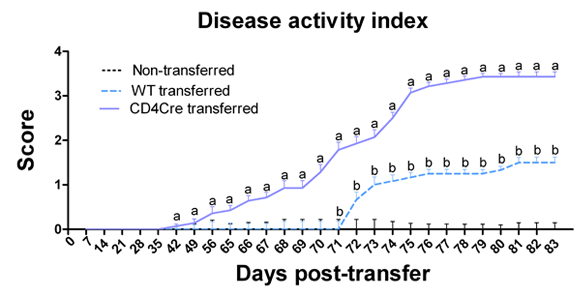 Disease activity index
Non-transferred
WT transferred
CD4Cre transferred
4
3
2
1
0
Score
a a a a a a a a a a a a a a a a a a a a a a
b b b b b b b b b b b b b
0 7 14 21 28 35 42 49 56 65 66 67 68 69 70 71 72 73 74 75 76 77 78 79 80 81 82 83
Days post-transfer